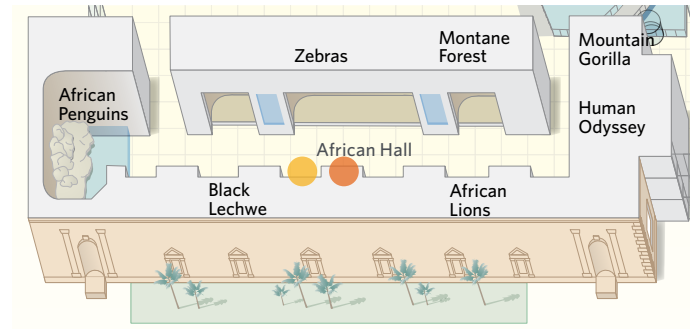 Zebras
Montane
Forest
Mountain
Gorilla
African
Penguins
Human
Odyssey
African Hall
Black
Lechwe
African
Lions